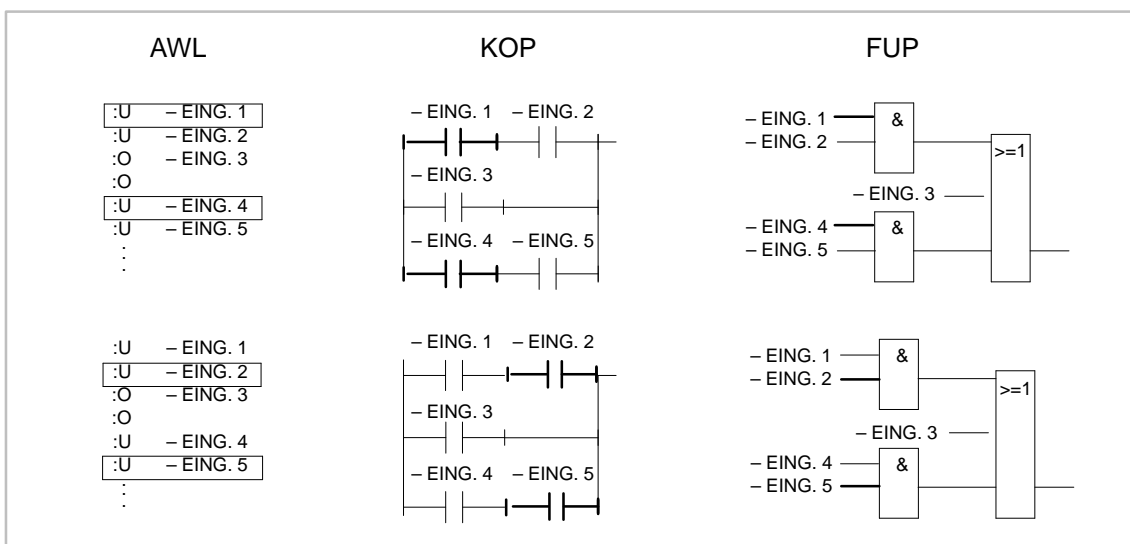 AWL KOP FUP
:U – EING. 1
:U – EING. 2
:O – EING. 3
:O
:U – EING. 4
:U – EING. 5
:
:
– EING. 1 – EING. 2
– EING. 3
– EING. 4 – EING. 5
– EING. 1
– EING. 2
&
>=1
– EING. 3
– EING. 4
– EING. 5
&
:U – EING. 1
:U – EING. 2
:O – EING. 3
:O
:U – EING. 4
:U – EING. 5
:
:
– EING. 1 – EING. 2
– EING. 3
– EING. 4 – EING. 5
– EING. 1
– EING. 2
&
>=1
– EING. 3
– EING. 4
– EING. 5
&